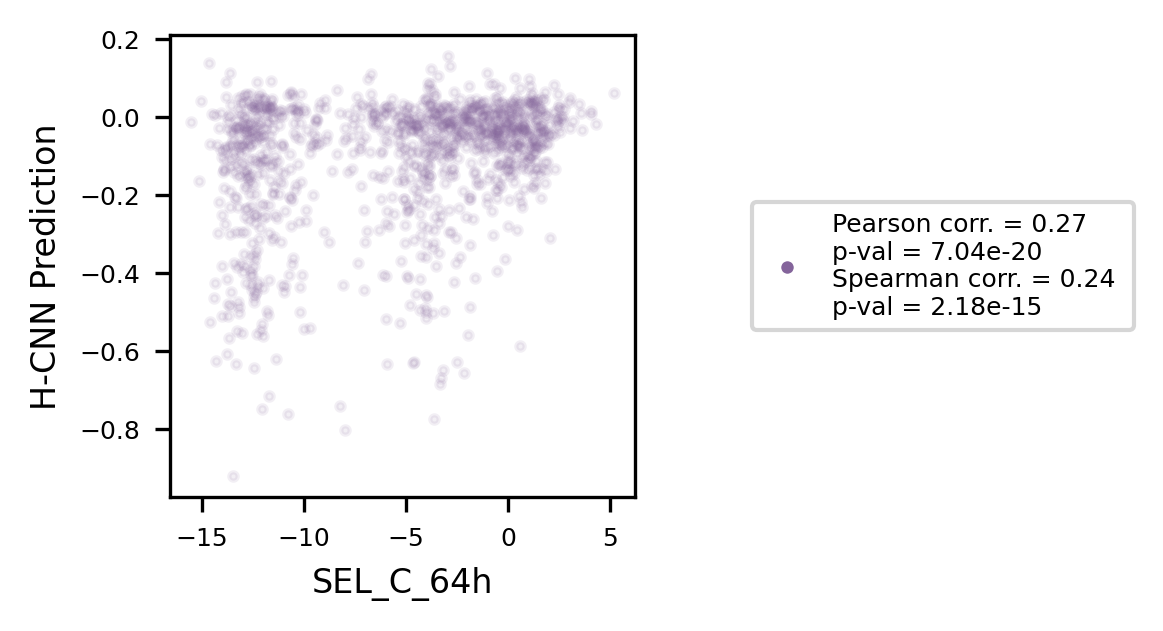 0.2
0.0
−0.2
−0.4
−0.6
−0.8
H-CNN Prediction
−15
−10
−5
0
5
SEL_C_64h
Pearson corr. = 0.27
p-val = 7.04e-20
Spearman corr. = 0.24
p-val = 2.18e-15